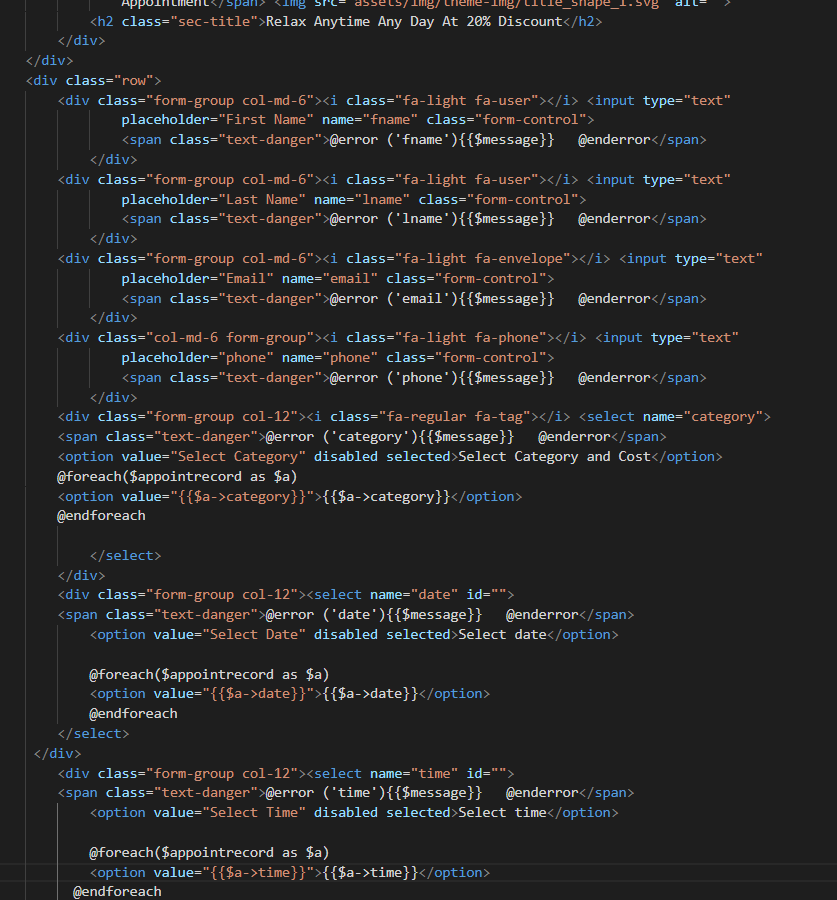 Appointment</span> <img src="assets/img/theme-img/title_shape_1.svg" alt="">
<h2 class="sec-title">Relax Anytime Any Day At 20% Discount</h2>
</div>
</div>
<div class="row">
<div class="form-group col-md-6"><i class="fa-light fa-user"></i> <input type="text"
placeholder="First Name" name="fname" class="form-control">
<span class="text-danger">@error ('fname'){{$message}}   @enderror</span>
</div>
<div class="form-group col-md-6"><i class="fa-light fa-user"></i> <input type="text"
placeholder="Last Name" name="lname" class="form-control">
<span class="text-danger">@error ('lname'){{$message}}   @enderror</span>
</div>
<div class="form-group col-md-6"><i class="fa-light fa-envelope"></i> <input type="text"
placeholder="Email" name="email" class="form-control">
<span class="text-danger">@error ('email'){{$message}}   @enderror</span>
</div>
<div class="col-md-6 form-group"><i class="fa-light fa-phone"></i> <input type="text"
placeholder="phone" name="phone" class="form-control">
<span class="text-danger">@error ('phone'){{$message}}   @enderror</span>
</div>
<div class="form-group col-12"><i class="fa-regular fa-tag"></i> <select name="category">
<span class="text-danger">@error ('category'){{$message}}   @enderror</span>
<option value="Select Category" disabled selected>Select Category and Cost</option>
@foreach($appointrecord as $a)
<option value="{{$a->category}}">{{$a->category}}</option>
@endforeach
</select>
</div>
<div class="form-group col-12"><select name="date" id="">
<span class="text-danger">@error ('date'){{$message}}   @enderror</span>
<option value="Select Date" disabled selected>Select date</option>
@foreach($appointrecord as $a)
<option value="{{$a->date}}">{{$a->date}}</option>
@endforeach
</select>
</div>
<div class="form-group col-12"><select name="time" id="">
<span class="text-danger">@error ('time'){{$message}}   @enderror</span>
<option value="Select Time" disabled selected>Select time</option>
@foreach($appointrecord as $a)
<option value="{{$a->time}}">{{$a->time}}</option>
@endforeach